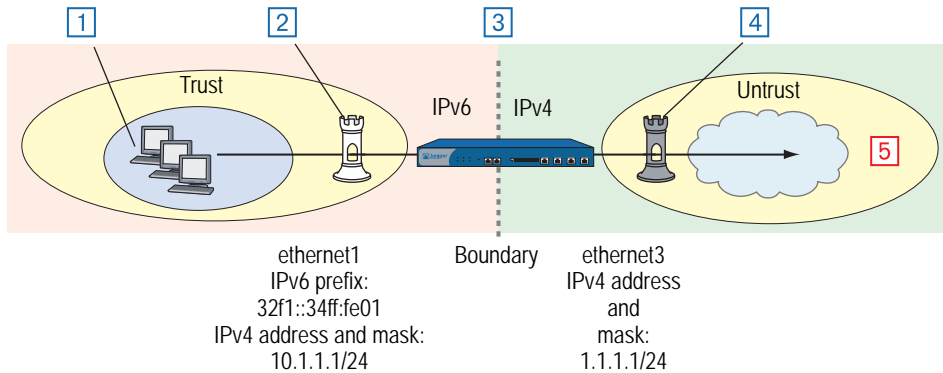 1
2
3
4
Trust
Untrust
IPv6
IPv4
Juniper
5
ethernet1
IPv6 prefix:
32f1::34ff:fe01
IPv4 address and mask:
10.1.1.1/24
Boundary
ethernet3
IPv4 address
and
mask:
1.1.1.1/24